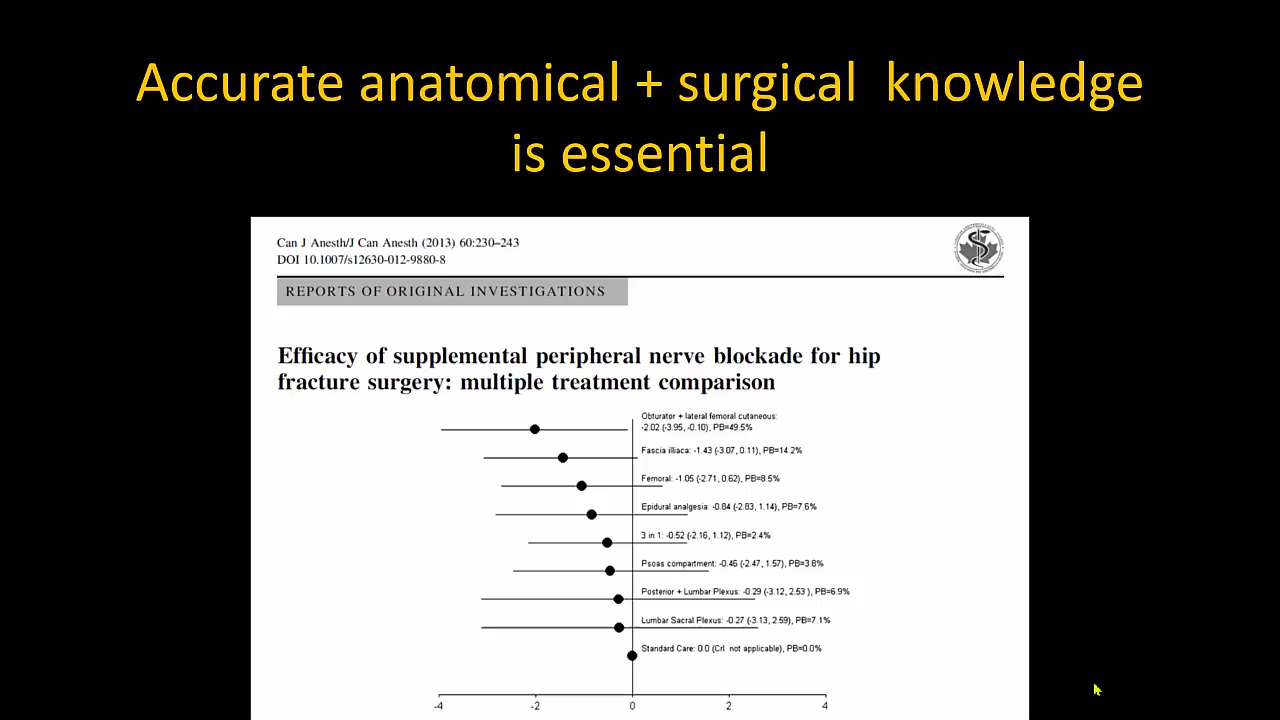 Accurate anatomical + surgical knowledge
is essential
Can J Anesth/J Can Anesth (2013) 60:230–243
DOI 10.1007/s12630-012-9880-8
REPORTS OF ORIGINAL INVESTIGATIONS
Efficacy of supplemental peripheral nerve blockade for hip
fracture surgery: multiple treatment comparison
Obturator + lateral femoral cutaneous:
-2.02 (-3.95, -0.10), PB=49.5%
Fascia illiaca: -1.43 (-3.07, 0.11), PB=14.2%
Femoral: -1.05 (-2.71, 0.62), PB=8.5%
Epidural analgesia: -0.84 (-2.83, 1.14), PB=7.6%
3 in 1: -0.52 (-2.16, 1.12), PB=2.4%
Psoas compartment: -0.46 (-2.47, 1.57), PB=3.8%
Posterior + Lumbar Plexus: -0.29 (-3.12, 2.53 ), PB=6.9%
Lumbar Sacral Plexus: -0.27 (-3.13, 2.59), PB=7.1%
Standard Care: 0.0 (CrI not applicable), PB=0.0%
-4 -2 0 2 4